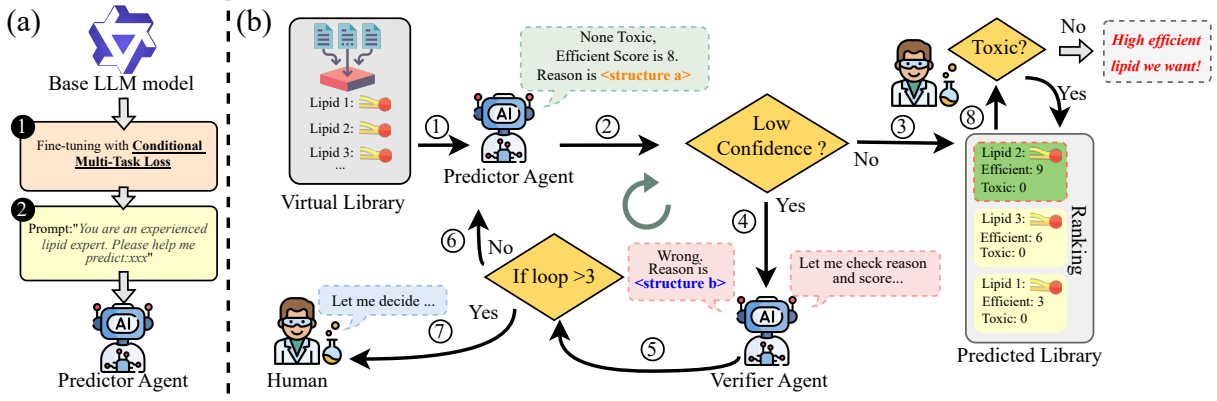 (a)
Base LLM model
1
Fine-tuning with Conditional
Multi-Task Loss
2
Prompt:"You are an experienced
lipid expert. Please help me
predict:xxx"
AI
Predictor Agent
(b)
Lipid 1:
Lipid 2:
Lipid 3:
...
Virtual Library
①
AI
Predictor Agent
None Toxic,
Efficient Score is 8.
Reason is <structure a>
②
Low
Confidence ?
No
③
Yes
④
Let me check reason
and score...
Wrong.
Reason is
<structure b>
AI
Verifier Agent
⑤
If loop >3
No
⑥
Yes
⑦
Let me decide ...
Human
Toxic?
No
High efficient
lipid we want!
Yes
⑧
Lipid 2:
Efficient: 9
Toxic: 0
Lipid 3:
Efficient: 6
Toxic: 0
Lipid 1:
Efficient: 3
Toxic: 0
Ranking
Predicted Library